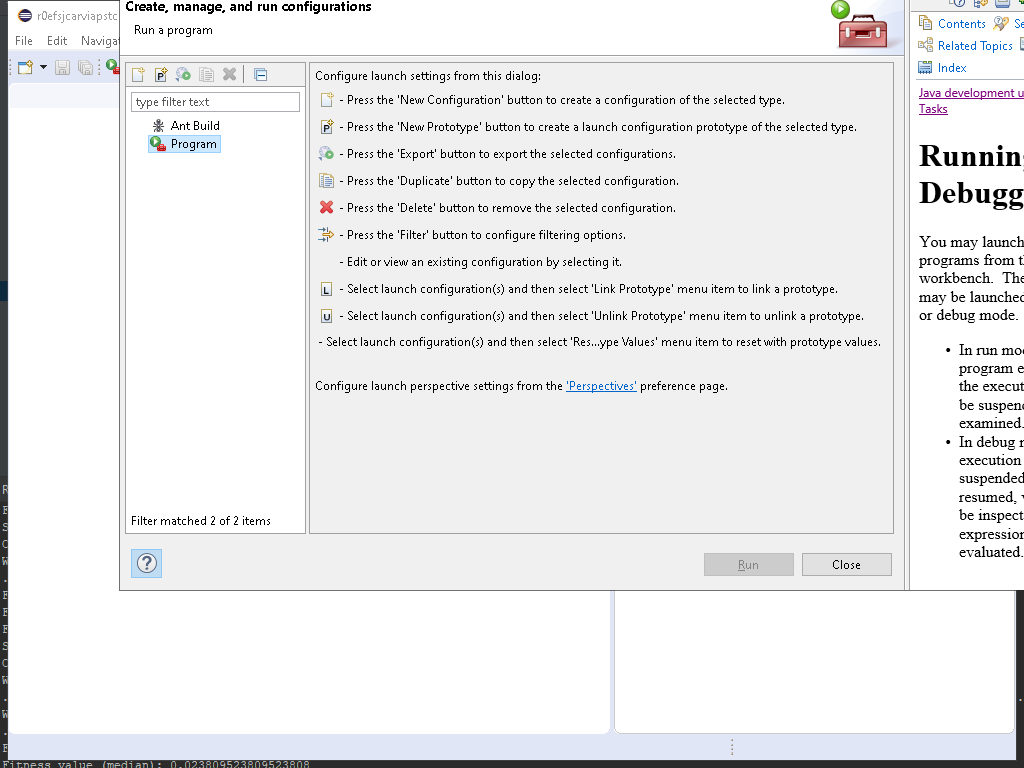 r0efsjcarviapstc
File Edit Naviga
Create, manage, and run configurations
Run a program
type filter text
Ant Build
Program
Filter matched 2 of 2 items
Configure launch settings from this dialog:
- Press the 'New Configuration' button to create a configuration of the selected type.
- Press the 'New Prototype' button to create a launch configuration prototype of the selected type.
- Press the 'Export' button to export the selected configurations.
- Press the 'Duplicate' button to copy the selected configuration.
- Press the 'Delete' button to remove the selected configuration.
- Press the 'Filter' button to configure filtering options.
- Edit or view an existing configuration by selecting it.
L - Select launch configuration(s) and then select 'Link Prototype' menu item to link a prototype.
U - Select launch configuration(s) and then select 'Unlink Prototype' menu item to unlink a prototype.
- Select launch configuration(s) and then select 'Res...ype Values' menu item to reset with prototype values.
Configure launch perspective settings from the 'Perspectives' preference page.
?
Run Close
Contents Se
Related Topics
Index
Java development u
Tasks
Running
Debugg
You may launch
programs from th
workbench. The
may be launched
or debug mode.
• In run mod
program e
the execut
be suspend
examined.
• In debug m
execution
suspended
resumed, v
be inspect
expression
evaluated.
Fitness value (median): 0.023809523809523808